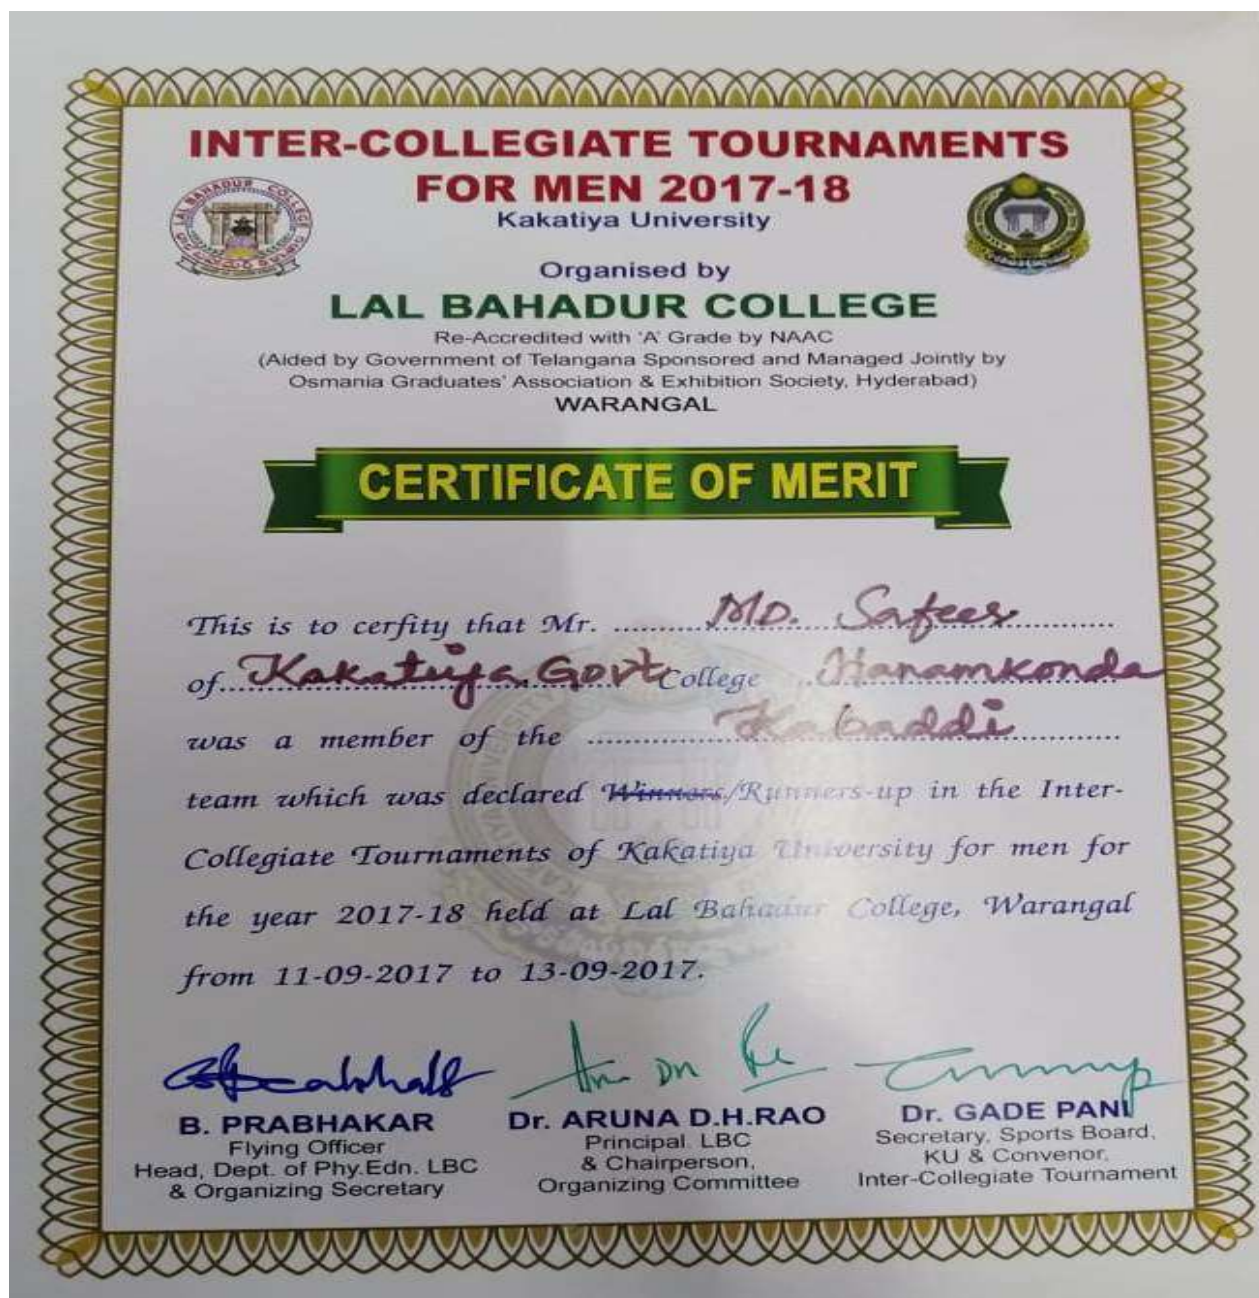 INTER-COLLEGIATE TOURNAMENTS
FOR MEN 2017-18
Kakatiya University
LAL BAHADUR COLLEGE
Organised by
LAL BAHADUR COLLEGE
Re-Accredited with 'A' Grade by NAAC
(Aided by Government of Telangana Sponsored and Managed Jointly by
Osmania Graduates' Association & Exhibition Society, Hyderabad)
WARANGAL
CERTIFICATE OF MERIT
This is to cerfity that Mr. MD. Safeer
of Kakatiya Govt College Hanamkonda
was a member of the Kabaddi
team which was declared Winners/Runners-up in the Inter-
Collegiate Tournaments of Kakatiya University for men for
the year 2017-18 held at Lal Bahadur College, Warangal
from 11-09-2017 to 13-09-2017.
B. PRABHAKAR
Flying Officer
Head, Dept. of Phy.Edn. LBC
& Organizing Secretary
Dr. ARUNA D.H.RAO
Principal. LBC
& Chairperson,
Organizing Committee
Dr. GADE PANI
Secretary, Sports Board,
KU & Convenor,
Inter-Collegiate Tournament